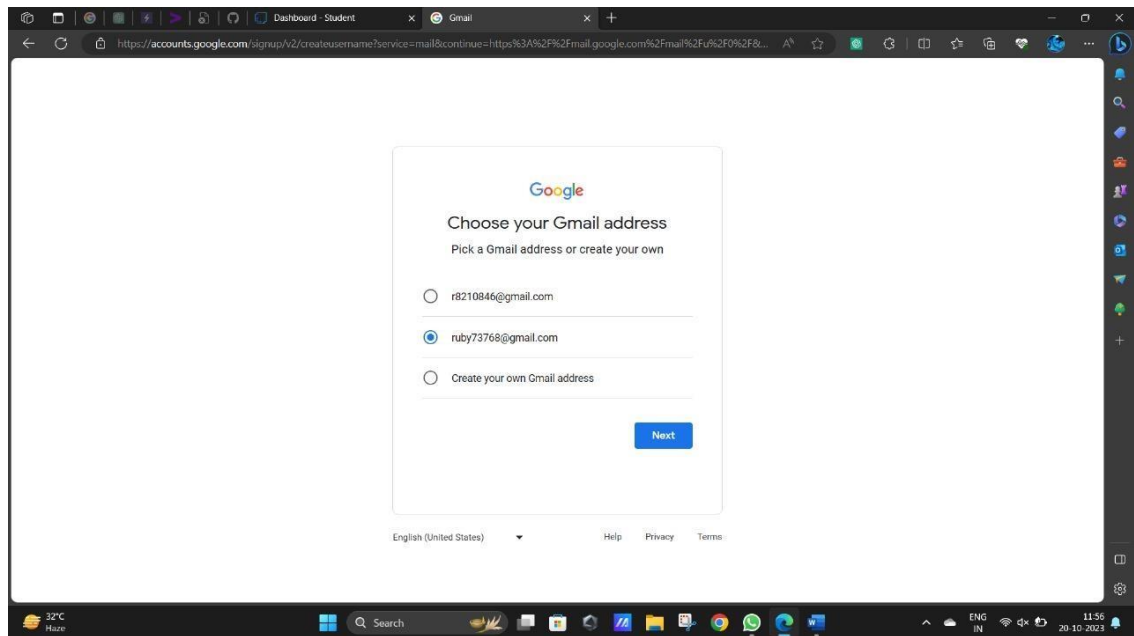 Dashboard - Student
Gmail
https://accounts.google.com/signup/v2/createusername?service=mail&continue=https%3A%2F%2Fmail.google.com%2Fmail%2Fu%2F0%2F&...
Google
Choose your Gmail address
Pick a Gmail address or create your own
r8210846@gmail.com
ruby73768@gmail.com
Create your own Gmail address
Next
English (United States)
Help Privacy Terms
32°C
Haze
Search
ENG
IN
11:56
20-10-2023